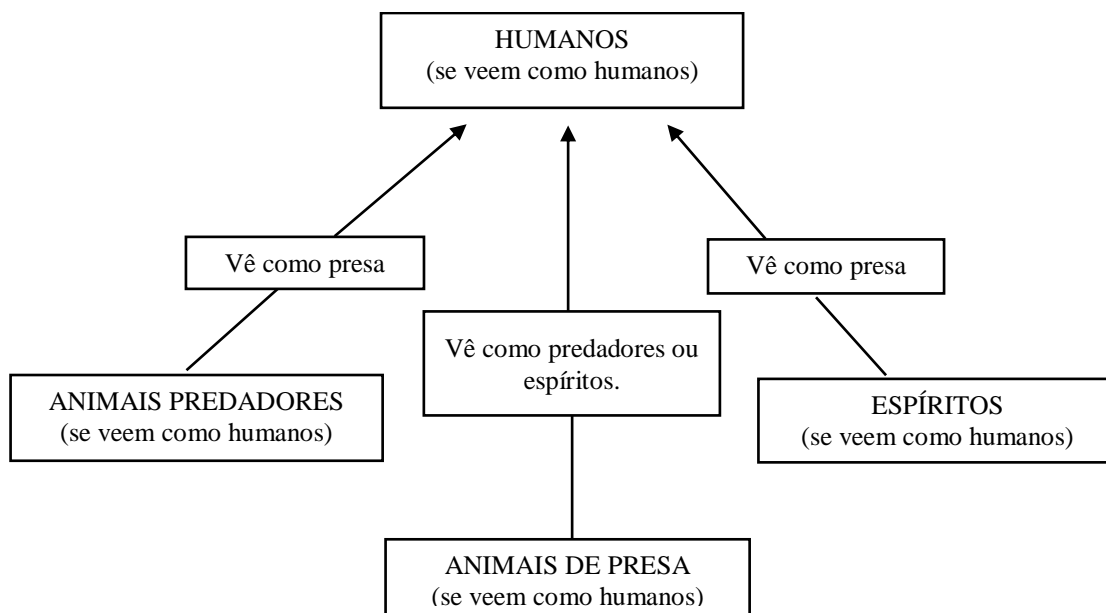 HUMANOS
(se veem como humanos)
Vê como presa
Vê como presa
Vê como predadores ou
espíritos.
ANIMAIS PREDADORES
(se veem como humanos)
ESPÍRITOS
(se veem como humanos)
ANIMAIS DE PRESA
(se veem como humanos)